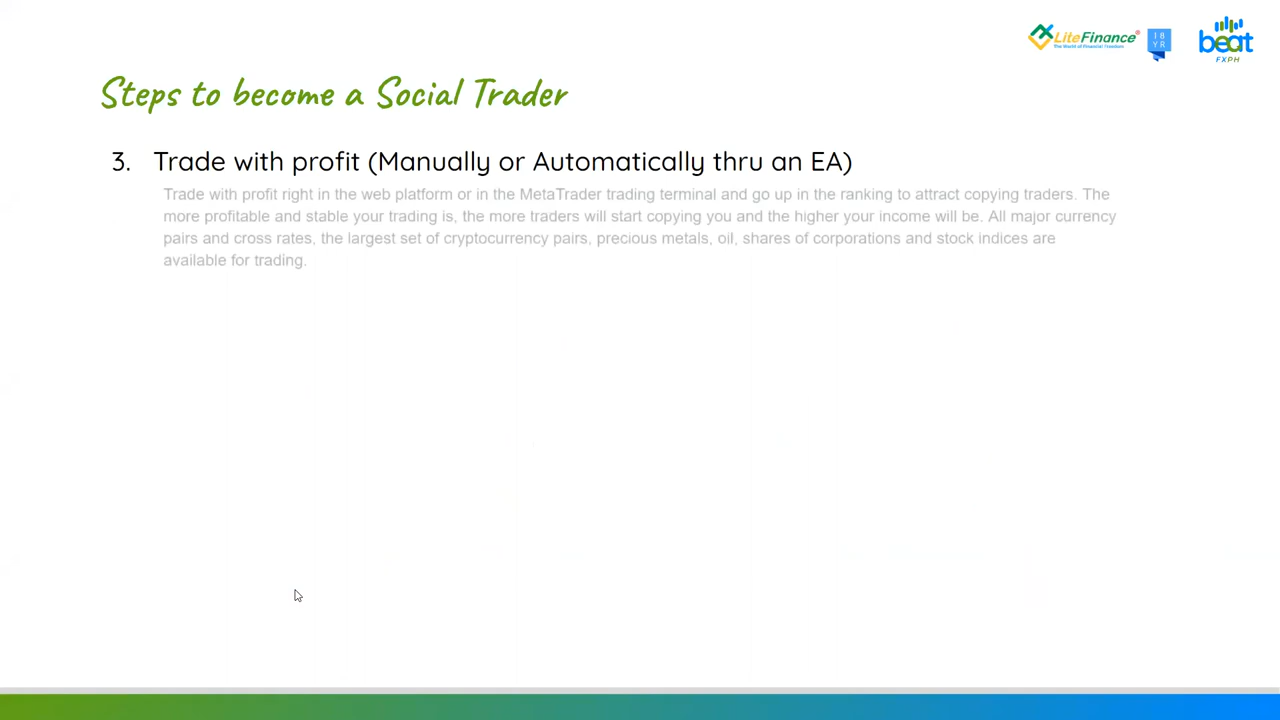 LiteFinance®
The World of Financial Freedom
18
YR
beat
FXPH
Steps to become a Social Trader
3. Trade with profit (Manually or Automatically thru an EA)
Trade with profit right in the web platform or in the MetaTrader trading terminal and go up in the ranking to attract copying traders. The
more profitable and stable your trading is, the more traders will start copying you and the higher your income will be. All major currency
pairs and cross rates, the largest set of cryptocurrency pairs, precious metals, oil, shares of corporations and stock indices are
available for trading.